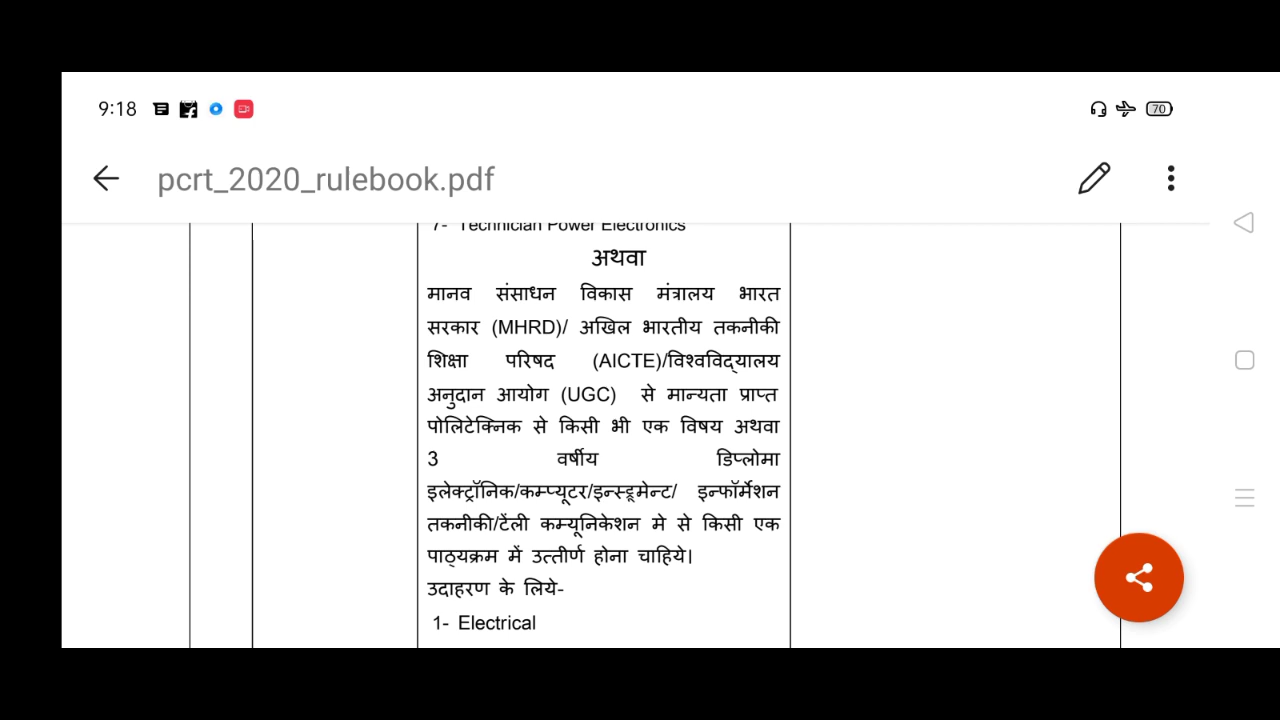 9:18
70
pcrt_2020_rulebook.pdf
7- Technician Power Electronics
अथवा
मानव संसाधन विकास मंत्रालय भारत
सरकार (MHRD)/ अखिल भारतीय तकनीकी
शिक्षा परिषद (AICTE)/विश्वविद्यालय
अनुदान आयोग (UGC) से मान्यता प्राप्त
पोलिटेक्निक से किसी भी एक विषय अथवा
3 वर्षीय डिप्लोमा
इलेक्ट्रॉनिक/कम्प्यूटर/इन्स्ट्रूमेन्ट/ इन्फॉर्मेशन
तकनीकी/टेंली कम्यूनिकेशन मे से किसी एक
पाठ्यक्रम में उत्तीर्ण होना चाहिये।
उदाहरण के लिये-
1- Electrical